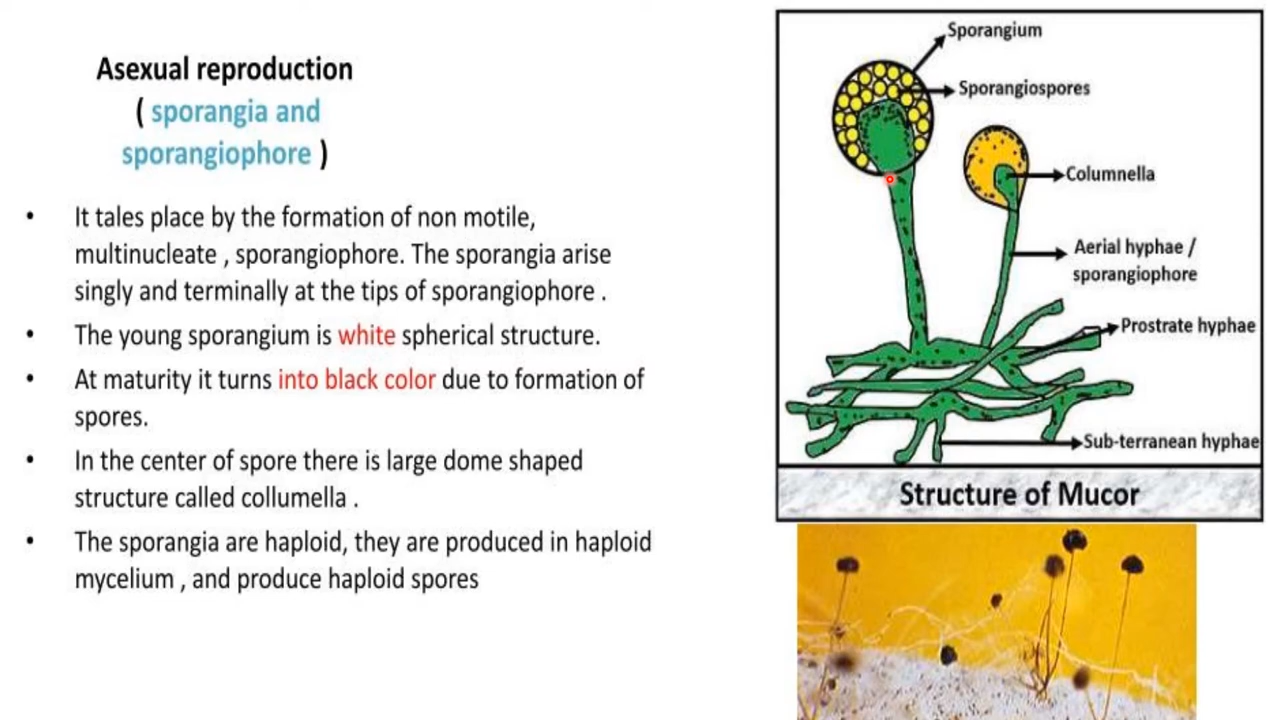 Asexual reproduction
( sporangia and
sporangiophore )
• It tales place by the formation of non motile,
multinucleate , sporangiophore. The sporangia arise
singly and terminally at the tips of sporangiophore .
• The young sporangium is white spherical structure.
• At maturity it turns into black color due to formation of
spores.
• In the center of spore there is large dome shaped
structure called collumella .
• The sporangia are haploid, they are produced in haploid
mycelium , and produce haploid spores
Sporangium
Sporangiospores
Columnella
Aerial hyphae /
sporangiophore
Prostrate hyphae
Sub-terranean hyphae
Structure of Mucor